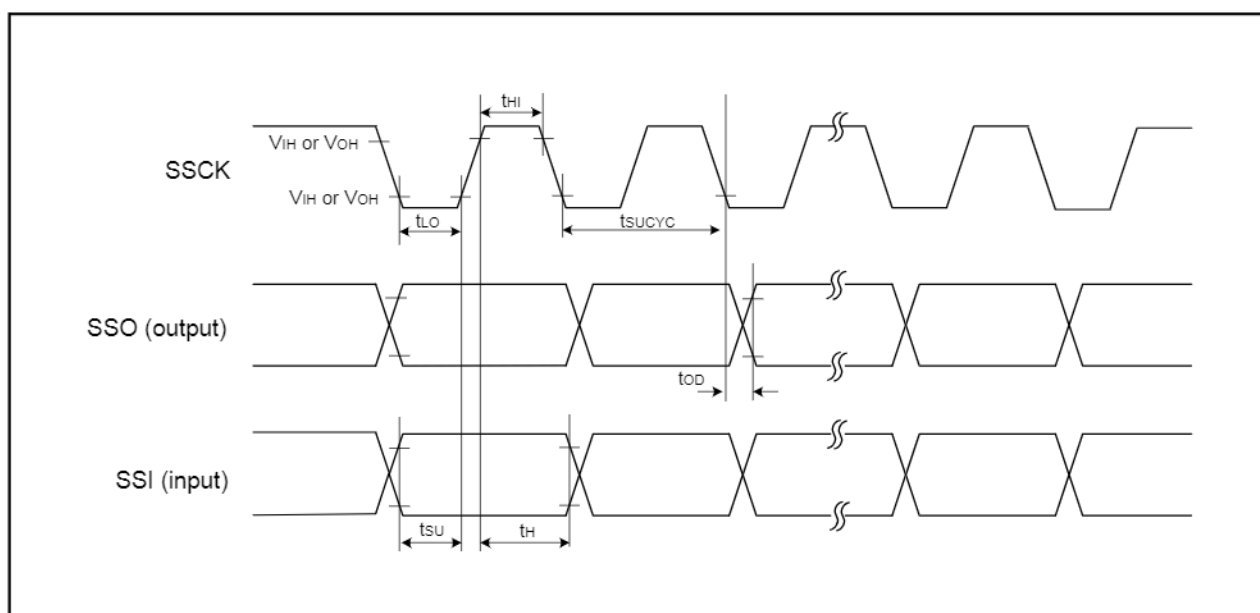 tHI
VIH or VOH
SSCK
VIH or VOH
tLO
tSUCYC
SSO (output)
tOD
SSI (input)
tSU
tH